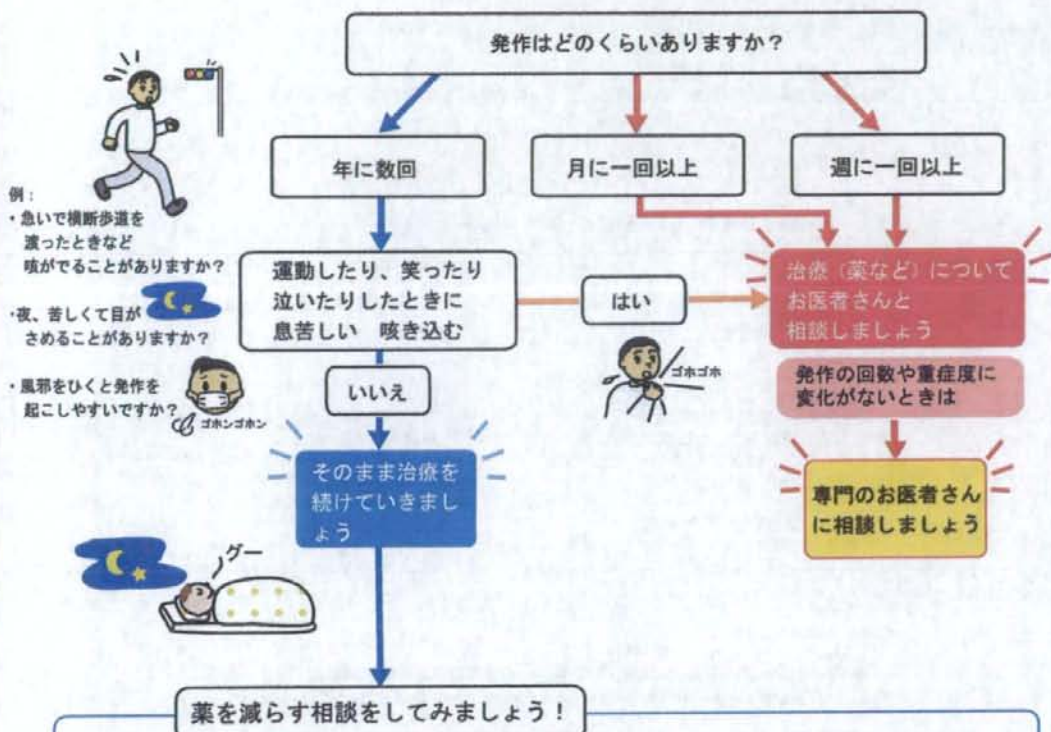 発作はどのくらいありますか？
年に数回
月に一回以上
週に一回以上
例：
・急いで横断歩道を
渡ったときなど
咳がでることがありますか？
・夜、苦しくて目が
さめることがありますか？
・風邪をひくと発作を
起こしやすいですか？
ゴホンゴホン
運動したり、笑ったり
泣いたりしたときに
息苦しい　咳き込む
はい
ゴホゴホ
いいえ
治療（薬など）について
お医者さんと
相談しましょう
発作の回数や重症度に
変化がないときは
専門のお医者さん
に相談しましょう
そのまま治療を
続けていきまし
ょう
グー
薬を減らす相談をしてみましょう！